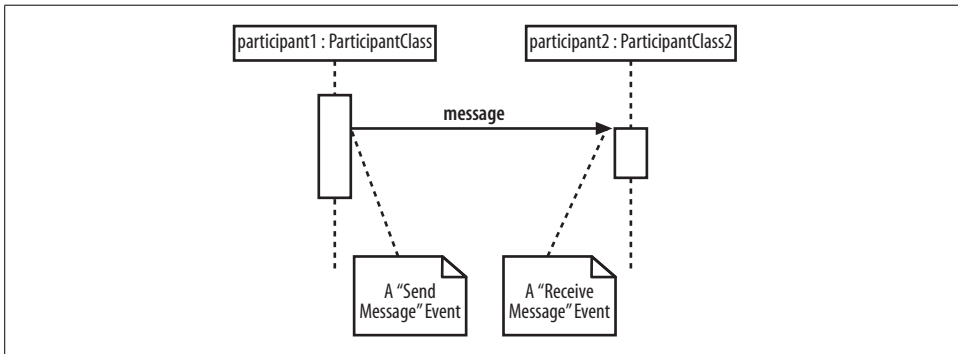 participant1 : ParticipantClass
participant2 : ParticipantClass2
message
A “Send
Message” Event
A “Receive
Message” Event